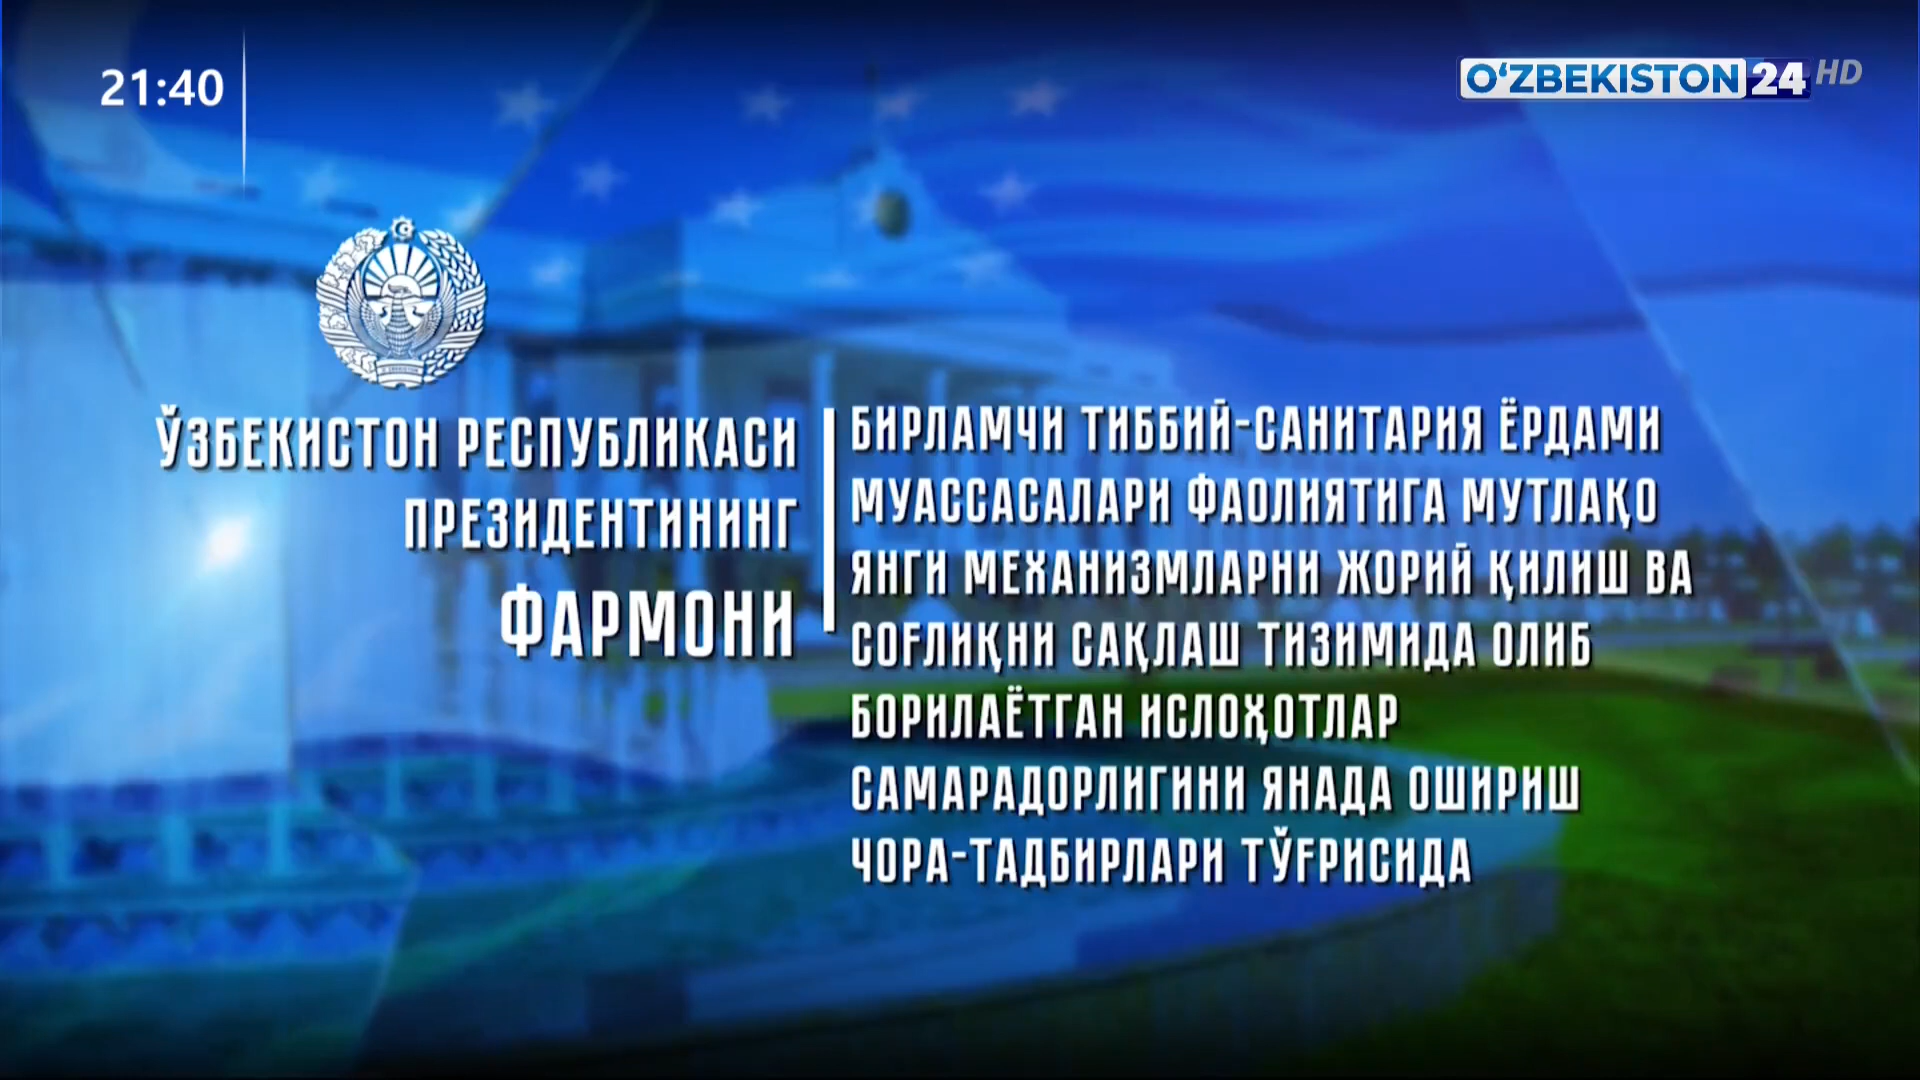 21:40
O‘ZBEKISTON 24 HD
ЎЗБЕКИСТОН РЕСПУБЛИКАСИ
ПРЕЗИДЕНТИНИНГ
ФАРМОНИ
БИРЛАМЧИ ТИББИЙ-САНИТАРИЯ ЁРДАМИ
МУАССАСАЛАРИ ФАОЛИЯТИГА МУТЛАҚО
ЯНГИ МЕХАНИЗМЛАРНИ ЖОРИЙ ҚИЛИШ ВА
СОҒЛИҚНИ САҚЛАШ ТИЗИМИДА ОЛИБ
БОРИЛАЁТГАН ИСЛОҲОТЛАР
САМАРАДОРЛИГИНИ ЯНАДА ОШИРИШ
ЧОРА-ТАДБИРЛАРИ ТЎҒРИСИДА